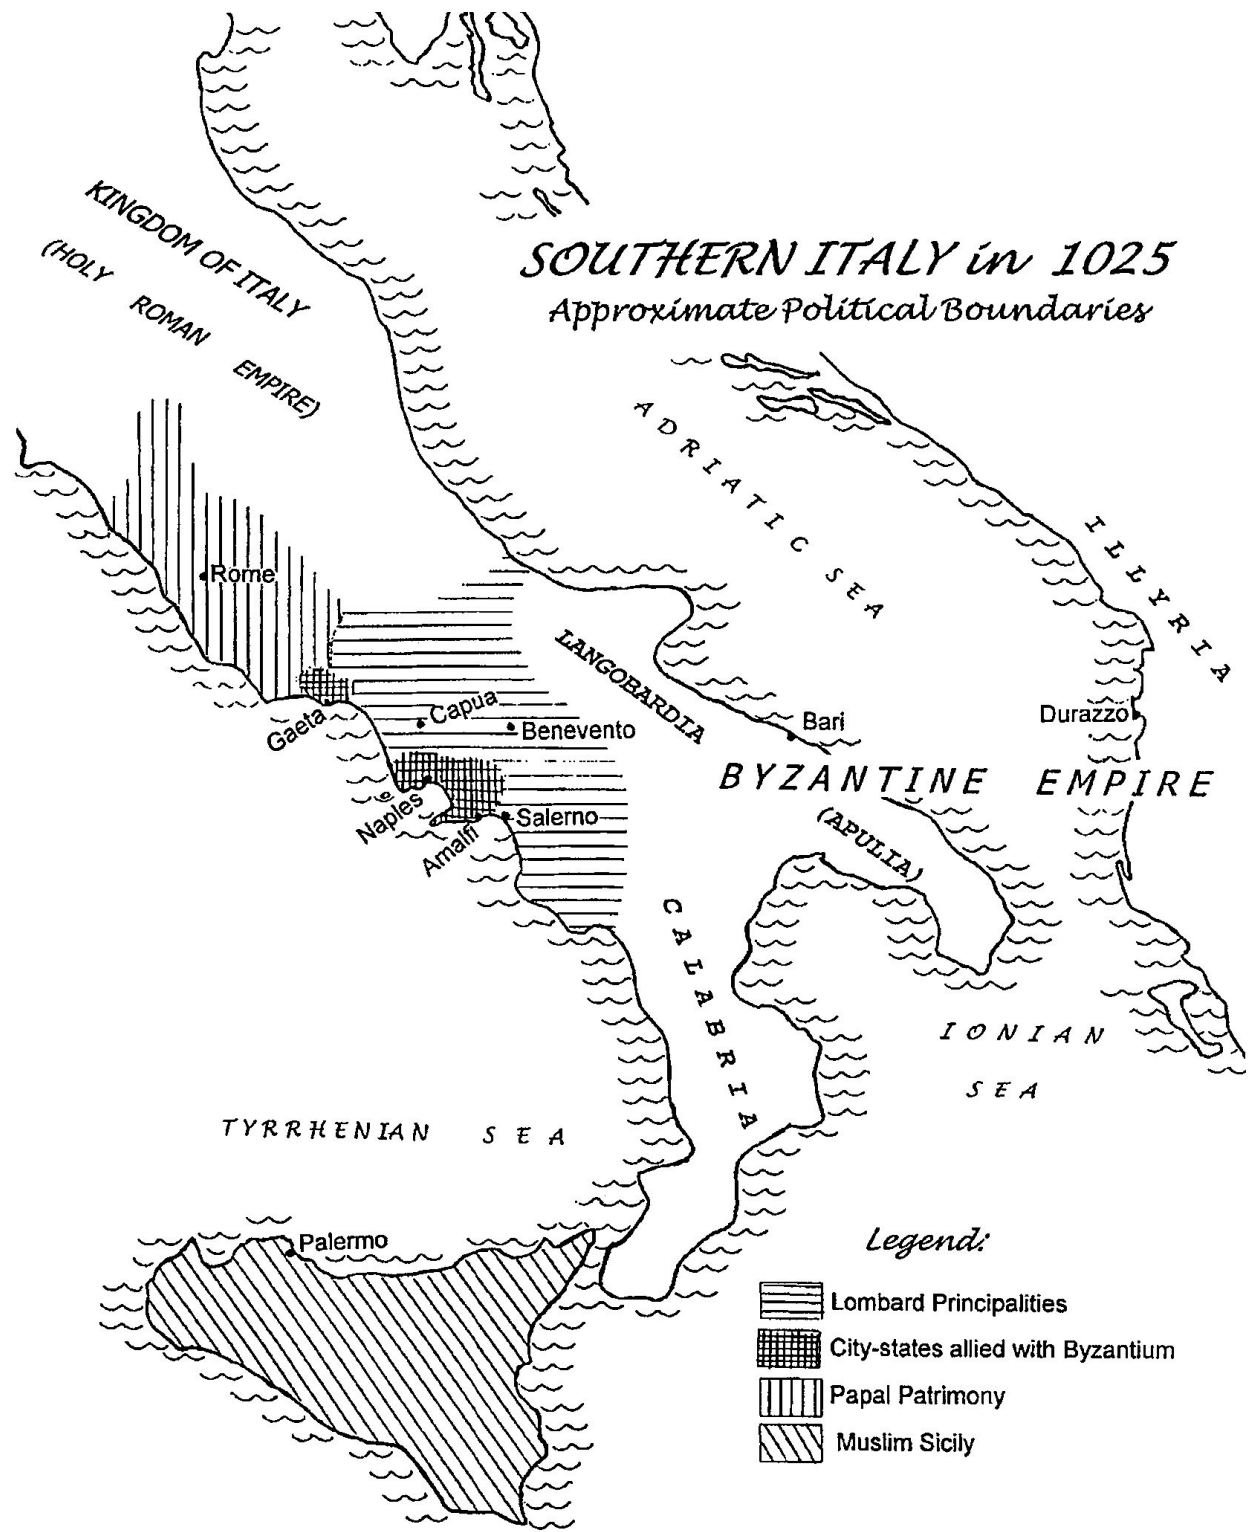 SOUTHERN ITALY in 1025
Approximate Political Boundaries
KINGDOM OF ITALY
(HOLY ROMAN EMPIRE)
ADRIATIC SEA
ILLYRIA
Rome
LANGOBARDIA
Gaeta
Capua
Benevento
Bari
Durazzo
BYZANTINE EMPIRE
(APULIA)
Naples
Amalfi
Salerno
CALABRIA
IONIAN
SEA
TYRRHENIAN SEA
Palermo
Legend:
Lombard Principalities
City-states allied with Byzantium
Papal Patrimony
Muslim Sicily